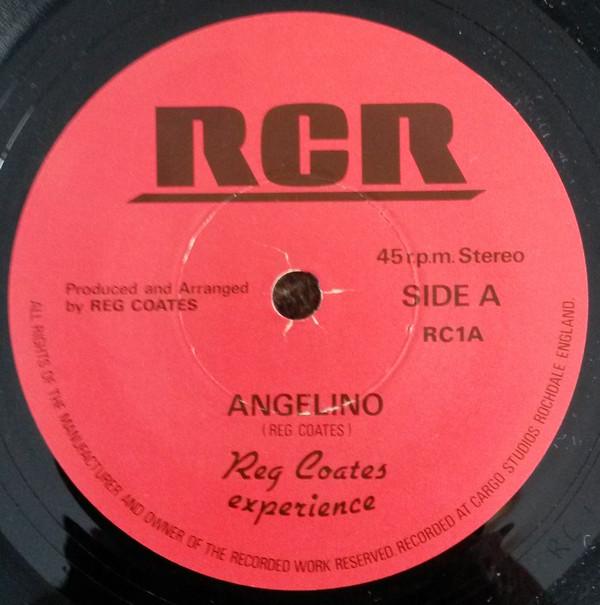 RCR
45 r.p.m. Stereo
SIDE A
RC1A
Produced and Arranged
by REG COATES
ANGELINO
(REG COATES)
Reg Coates
experience
ALL RIGHTS OF THE MANUFACTURER AND OWNER OF THE RECORDED WORK RESERVED. RECORDED AT CARGO STUDIOS ROCHDALE ENGLAND.